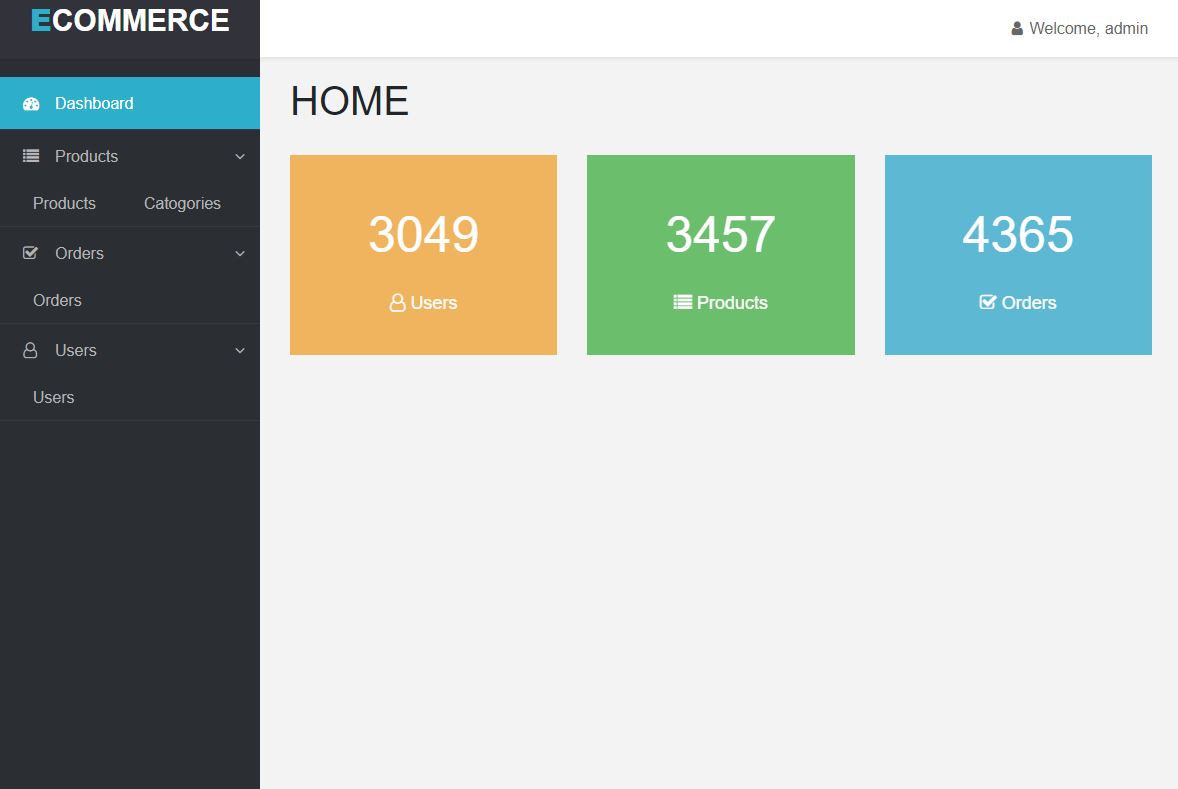 ECOMMERCE
Welcome, admin
Dashboard
Products
Products Catogories
Orders
Orders
Users
Users
HOME
3049
Users
3457
Products
4365
Orders